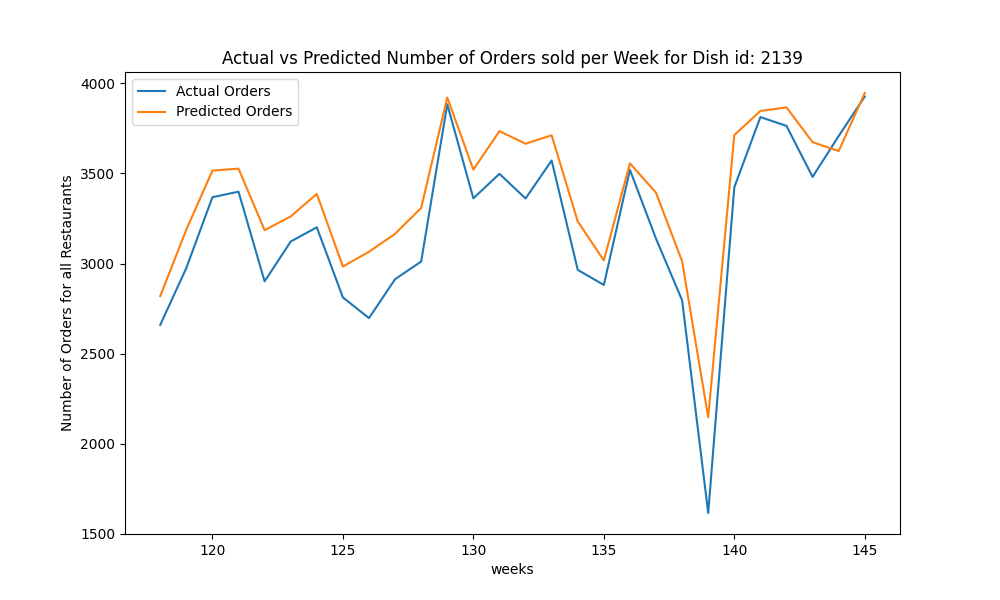 Actual vs Predicted Number of Orders sold per Week for Dish id: 2139
Actual Orders
Predicted Orders
Number of Orders for all Restaurants
4000
3500
3000
2500
2000
1500
120 125 130 135 140 145
weeks